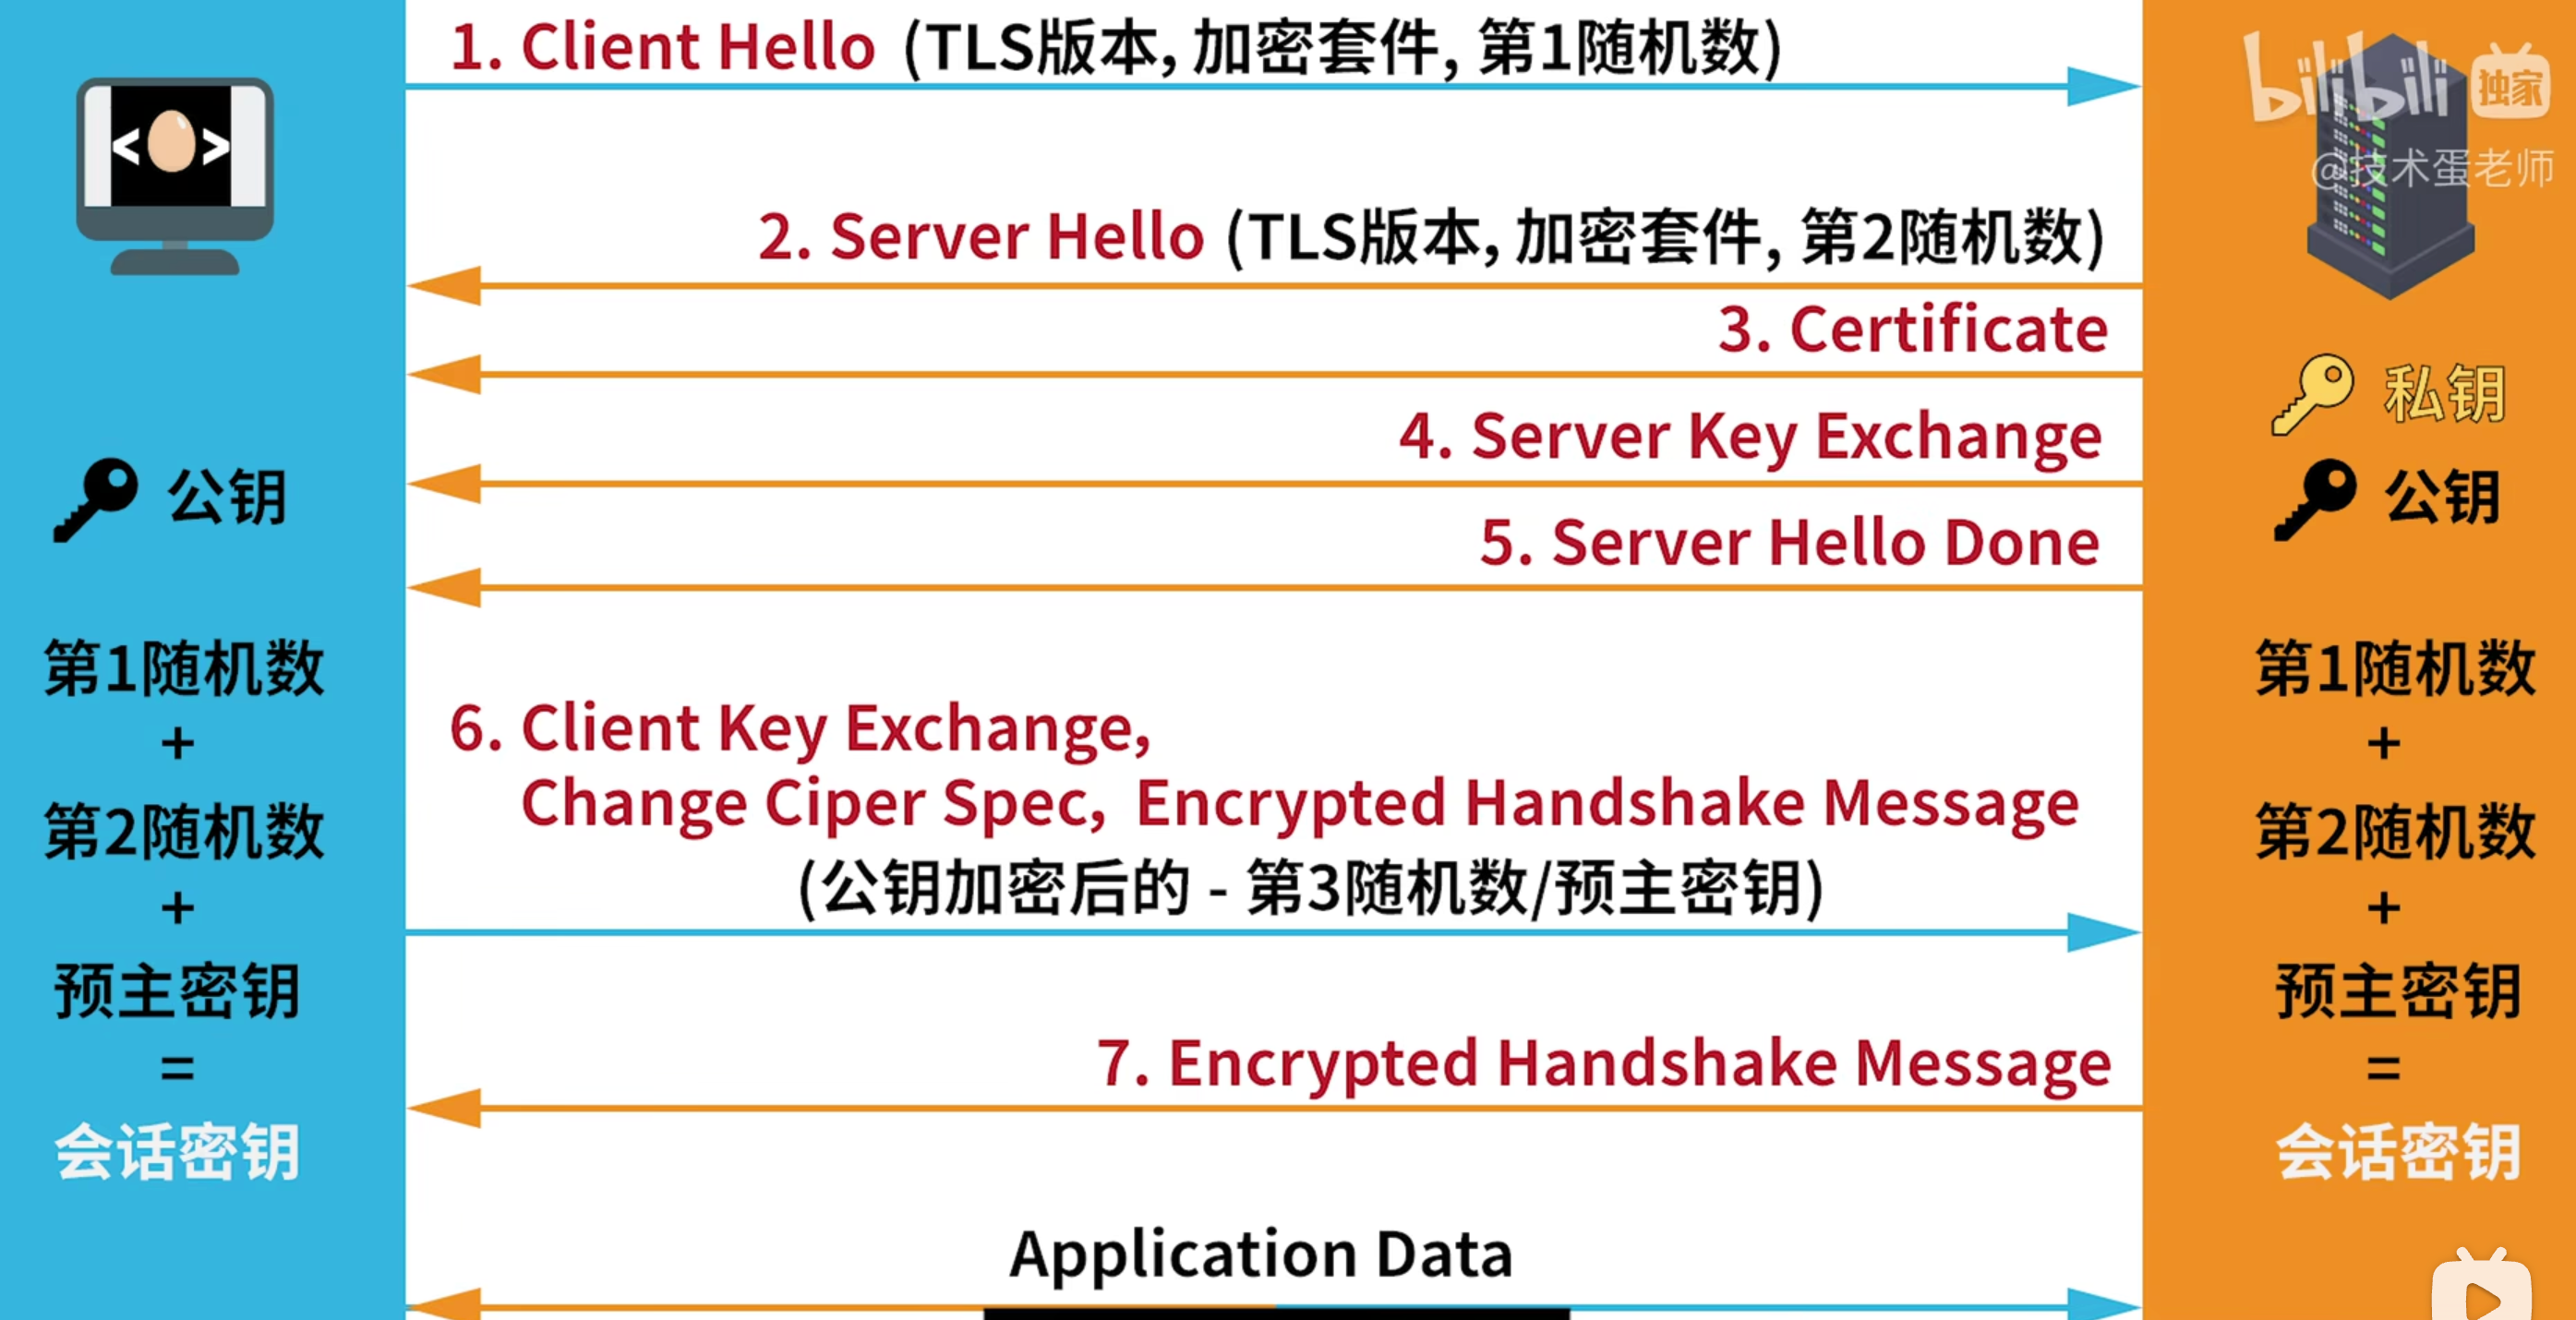 1. Client Hello (TLS版本, 加密套件, 第1随机数)
bilibili 独家
@技术蛋老师
< >
2. Server Hello (TLS版本, 加密套件, 第2随机数)
3. Certificate
私钥
4. Server Key Exchange
公钥
公钥
5. Server Hello Done
第1随机数
+
第2随机数
+
预主密钥
=
会话密钥
6. Client Key Exchange,
Change Ciper Spec, Encrypted Handshake Message
(公钥加密后的 - 第3随机数/预主密钥)
7. Encrypted Handshake Message
Application Data
第1随机数
+
第2随机数
+
预主密钥
=
会话密钥